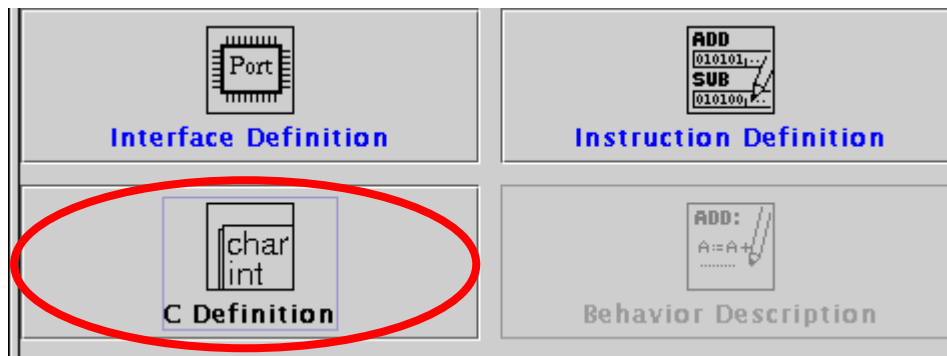 Port
Interface Definition
ADD
010101
SUB
010100
Instruction Definition
char
int
C Definition
ADD:
A:=A+
Behavior Description